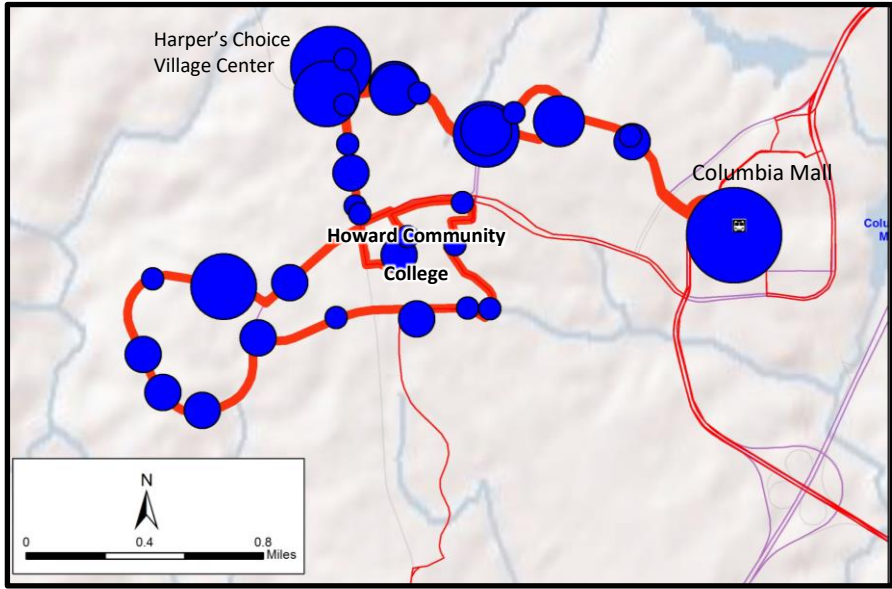 Harper's Choice
Village Center
Columbia Mall
Howard Community
College
N
0 0.4 0.8
Miles